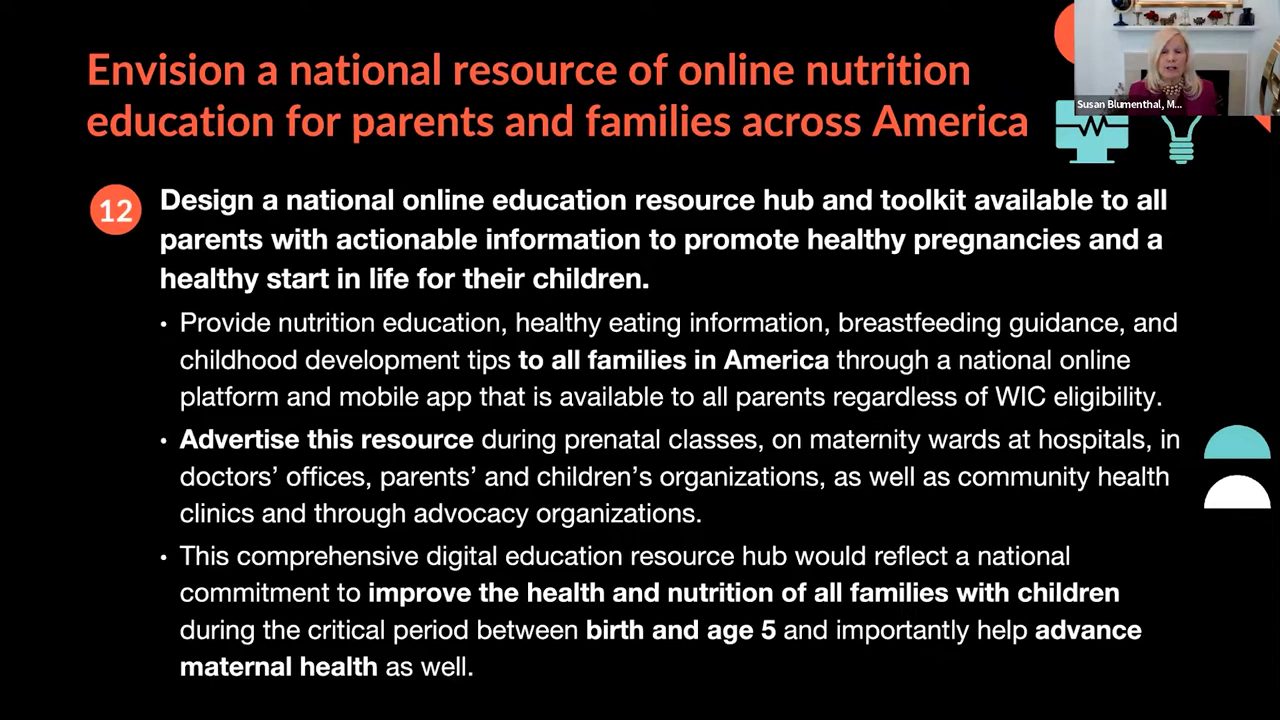 Envision a national resource of online nutrition
education for parents and families across America
Susan Blumenthal, M...
12
Design a national online education resource hub and toolkit available to all
parents with actionable information to promote healthy pregnancies and a
healthy start in life for their children.
• Provide nutrition education, healthy eating information, breastfeeding guidance, and
childhood development tips to all families in America through a national online
platform and mobile app that is available to all parents regardless of WIC eligibility.
• Advertise this resource during prenatal classes, on maternity wards at hospitals, in
doctors’ offices, parents’ and children’s organizations, as well as community health
clinics and through advocacy organizations.
• This comprehensive digital education resource hub would reflect a national
commitment to improve the health and nutrition of all families with children
during the critical period between birth and age 5 and importantly help advance
maternal health as well.